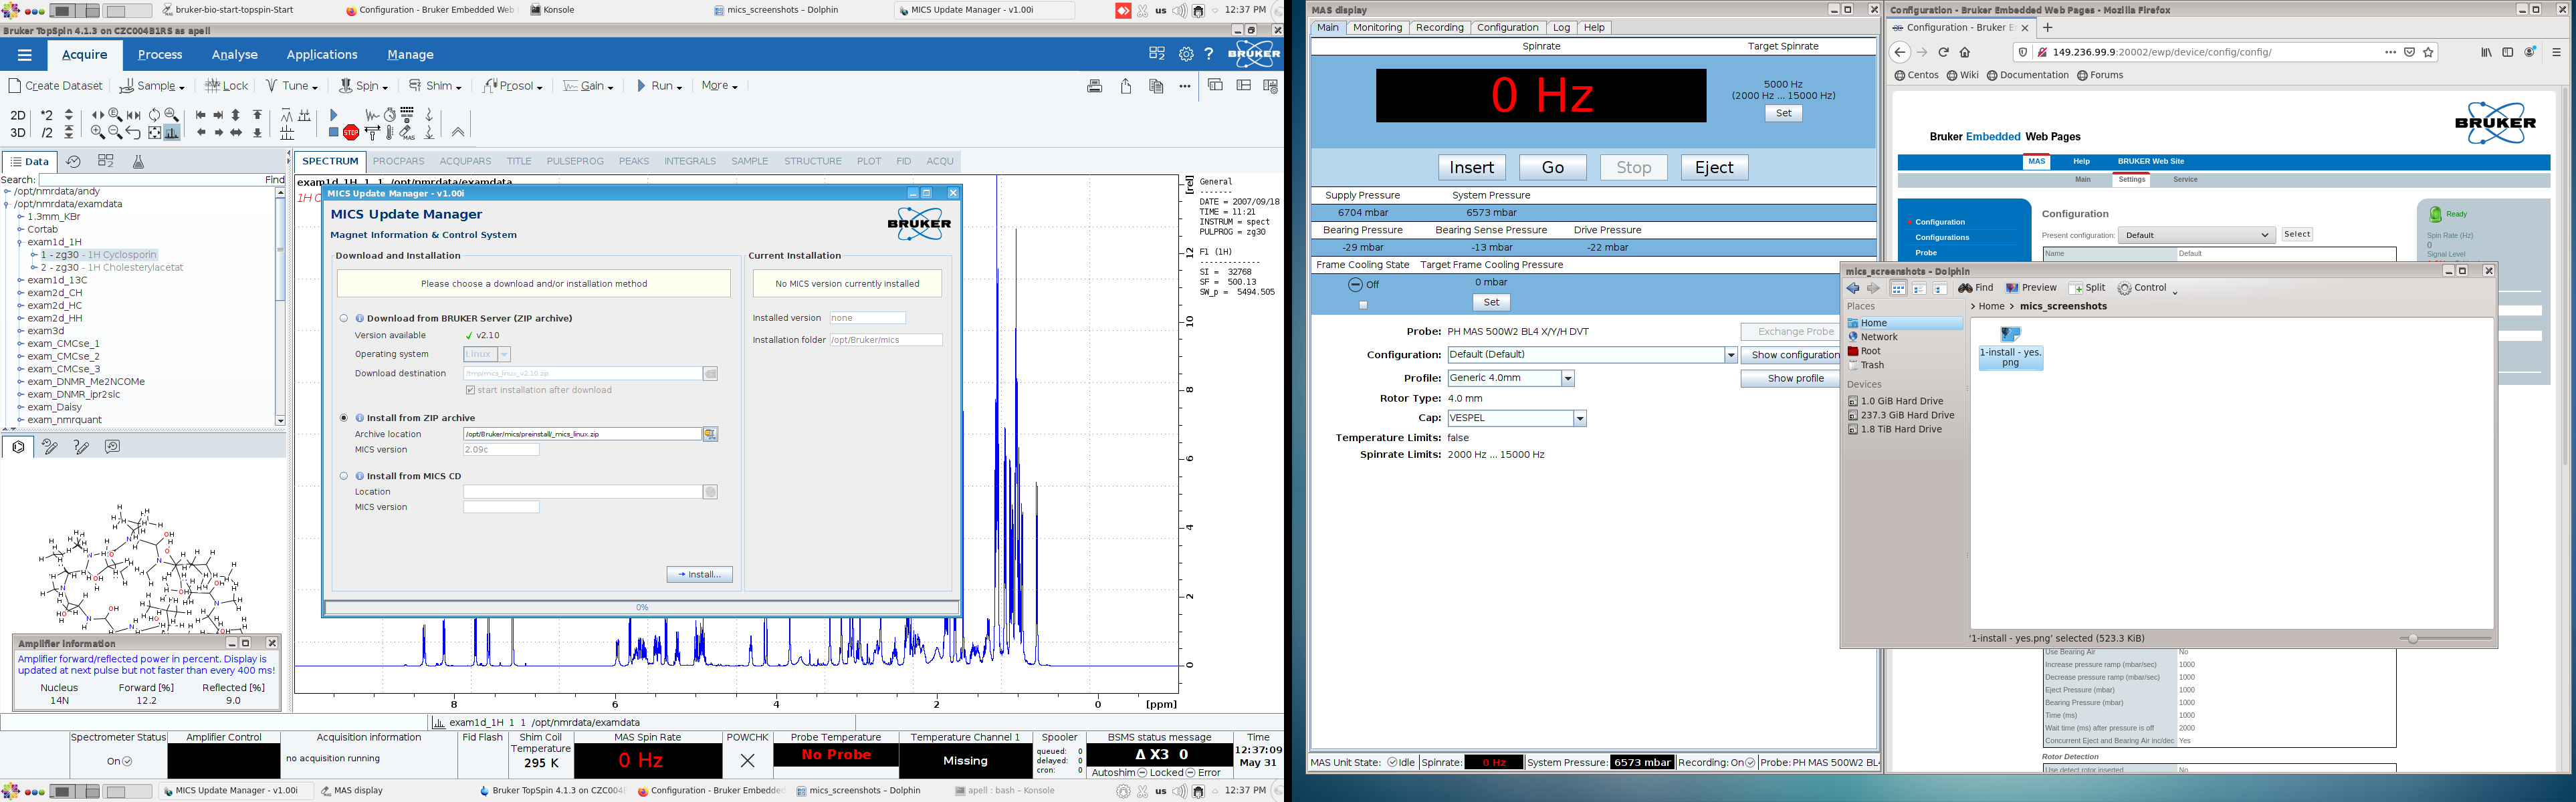 bruker-bio-start-topspin-Start
Configuration - Bruker Embedded Web
Konsole
mics_screenshots – Dolphin
MICS Update Manager - v1.00i
us
12:37 PM
Bruker TopSpin 4.1.3 on CZC004B1RS as apell
Acquire
Process
Analyse
Applications
Manage
BRUKER
Create Dataset
Sample
Lock
Tune
Spin
Shim
Prosol
Gain
Run
More
2D *2
3D /2
STOP
MAS
Data
Search:
Find
/opt/nmrdata/andy
/opt/nmrdata/examdata
1.3mm_KBr
Cortab
exam1d_1H
1 - zg30 - 1H Cyclosporin
2 - zg30 - 1H Cholesterylacetat
exam1d_13C
exam2d_CH
exam2d_HC
exam2d_HH
exam3d
exam_CMCse_1
exam_CMCse_2
exam_CMCse_3
exam_DNMR_Me2NCOMe
exam_DNMR_ipr2sic
exam_Daisy
exam_nmrquant
SPECTRUM
PROCPARS
ACQUPARS
TITLE
PULSEPROG
PEAKS
INTEGRALS
SAMPLE
STRUCTURE
PLOT
FID
ACQU
exam1d_1H 1 1 /opt/nmrdata/examdata
1H C
[rel]
12
10
8
6
4
2
0
8
6
4
2
0
[ppm]
General
-------
DATE = 2007/09/18
TIME = 11:21
INSTRUM = spect
PULPROG = zg30
F1 (1H)
-------------
SI = 32768
SF = 500.13
SW_p = 5494.505
MICS Update Manager - v1.00i
MICS Update Manager
Magnet Information & Control System
BRUKER
Download and Installation
Please choose a download and/or installation method
Download from BRUKER Server (ZIP archive)
Version available
v2.10
Operating system
Linux
Download destination
/tmp/mics_linux_v2.10.zip
start installation after download
Install from ZIP archive
Archive location
/opt/Bruker/mics/preinstall/_mics_linux.zip
MICS version
2.09c
Install from MICS CD
Location
MICS version
Install...
0%
Current Installation
No MICS version currently installed
Installed version
none
Installation folder
/opt/Bruker/mics
Amplifier information
Amplifier forward/reflected power in percent. Display is
updated at next pulse but not faster than every 400 ms!
Nucleus
Forward [%]
Reflected [%]
14N
12.2
9.0
exam1d_1H 1 1 /opt/nmrdata/examdata
Spectrometer Status
On
Amplifier Control
Acquisition information
no acquisition running
Fid Flash
Shim Coil
Temperature
295 K
MAS Spin Rate
0 Hz
POWCHK
Probe Temperature
No Probe
Temperature Channel 1
Missing
Spooler
queued: 0
delayed: 0
cron: 0
BSMS status message
Δ X3 0
Autoshim
Locked
Error
Time
12:37:09
May 31
MICS Update Manager - v1.00i
MAS display
Bruker TopSpin 4.1.3 on CZC004
Configuration - Bruker Embedde
mics_screenshots – Dolphin
apell : bash – Konsole
us
12:37 PM
MAS display
Main
Monitoring
Recording
Configuration
Log
Help
Spinrate
Target Spinrate
0 Hz
5000 Hz
(2000 Hz ... 15000 Hz)
Set
Insert
Go
Stop
Eject
Supply Pressure
System Pressure
6704 mbar
6573 mbar
Bearing Pressure
Bearing Sense Pressure
Drive Pressure
-29 mbar
-13 mbar
-22 mbar
Frame Cooling State
Target Frame Cooling Pressure
Off
0 mbar
Set
Probe:
PH MAS 500W2 BL4 X/Y/H DVT
Exchange Probe
Configuration:
Default (Default)
Show configuration
Profile:
Generic 4.0mm
Show profile
Rotor Type:
4.0 mm
Cap:
VESPEL
Temperature Limits:
false
Spinrate Limits:
2000 Hz ... 15000 Hz
MAS Unit State:
Idle
Spinrate:
0 Hz
System Pressure:
6573 mbar
Recording: On
Probe: PH MAS 500W2 BL4
Configuration - Bruker Embedded Web Pages - Mozilla Firefox
Configuration - Bruker E
149.236.99.9:20002/ewp/device/config/config/
Centos
Wiki
Documentation
Forums
BRUKER
Bruker Embedded Web Pages
MAS
Help
BRUKER Web Site
Main
Settings
Service
Configuration
Configurations
Probe
Configuration
Present configuration:
Default
Select
Name
Default
Ready
Spin Rate (Hz)
0
Signal Level
mics_screenshots – Dolphin
Find
Preview
Split
Control
Places
Home
Network
Root
Trash
Devices
1.0 GiB Hard Drive
237.3 GiB Hard Drive
1.8 TiB Hard Drive
Home
mics_screenshots
1-install - yes.
png
'1-install - yes.png' selected (523.3 KiB)
Use Bearing Air
No
Increase pressure ramp (mbar/sec)
1000
Decrease pressure ramp (mbar/sec)
1000
Eject Pressure (mbar)
1000
Bearing Pressure (mbar)
1000
Time (ms)
1000
Wait time (ms) after pressure is off
2000
Concurrent Eject and Bearing Air inc/dec
Yes
Rotor Detection
Use detect rotor inserted
No